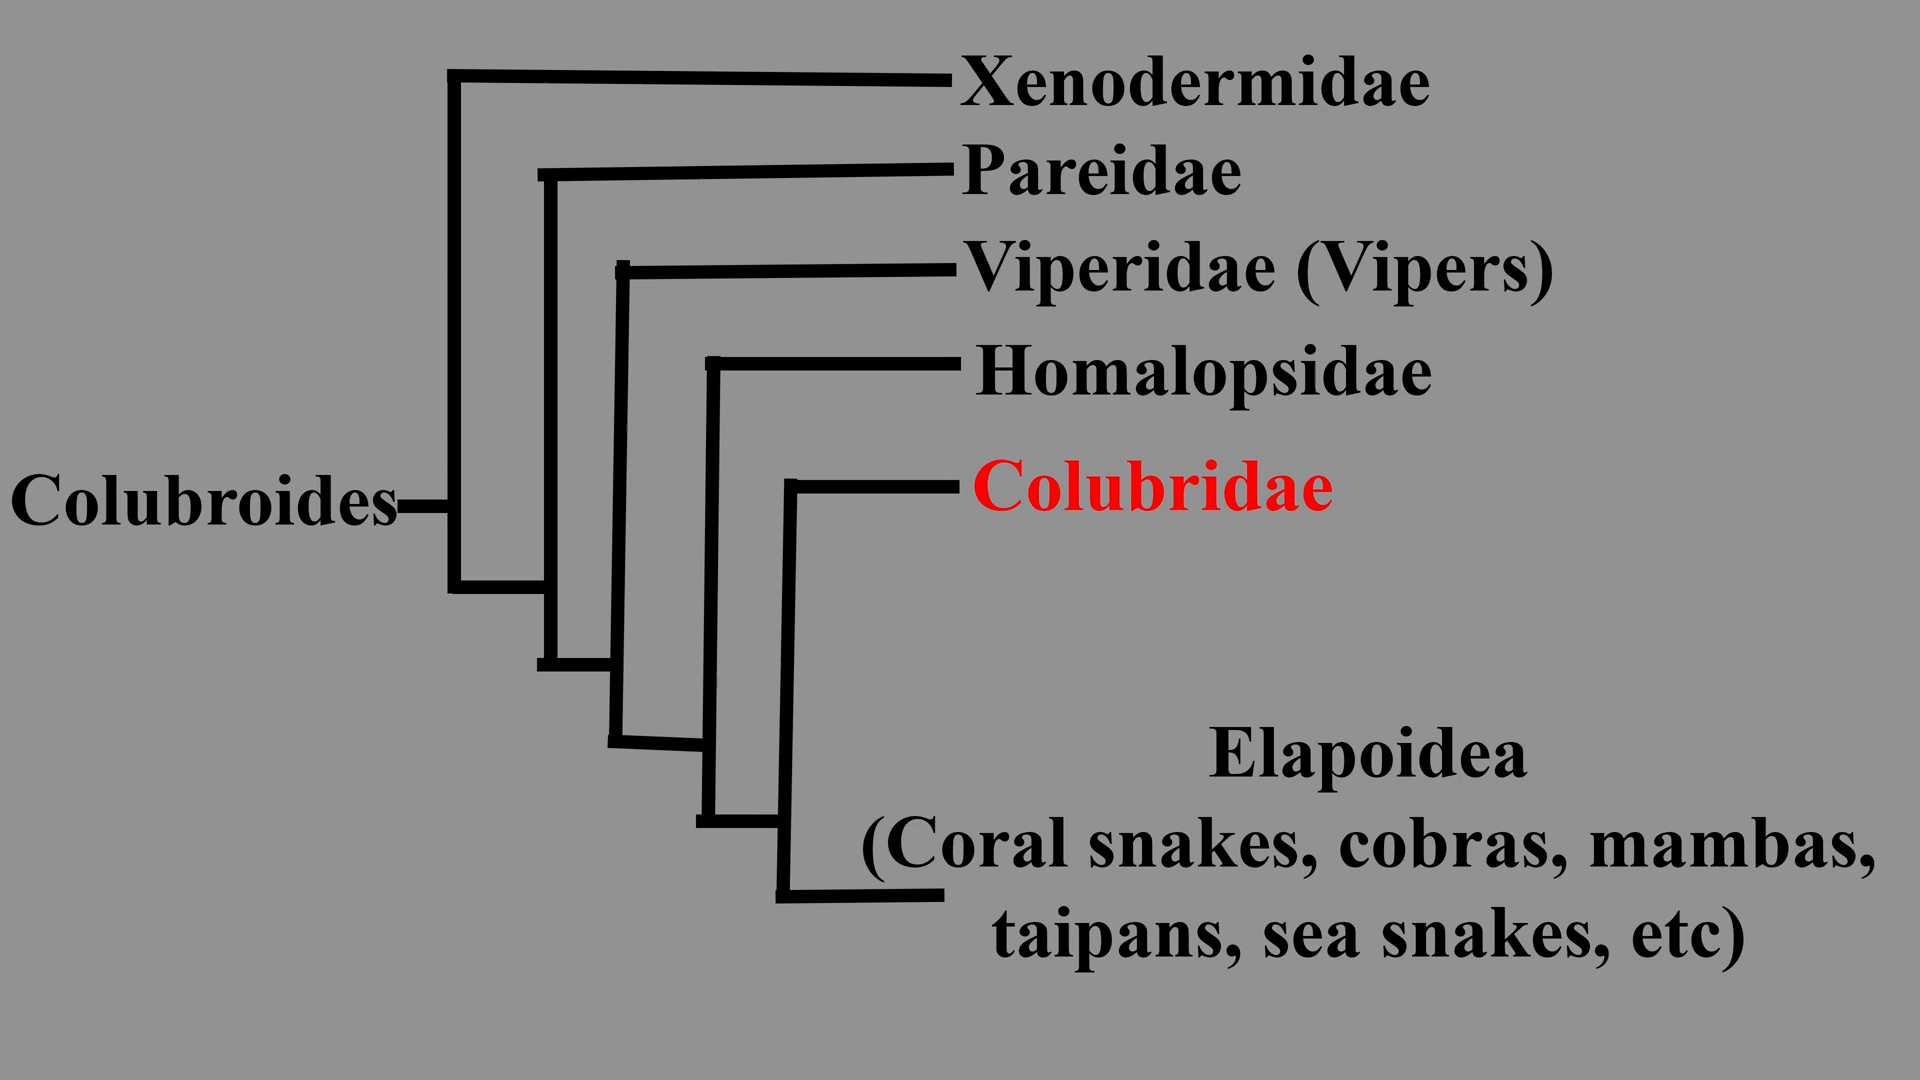 Xenodermidae
Pareidae
Viperidae (Vipers)
Homalopsidae
Colubridae
Colubroides
Elapoidea
(Coral snakes, cobras, mambas,
taipans, sea snakes, etc)